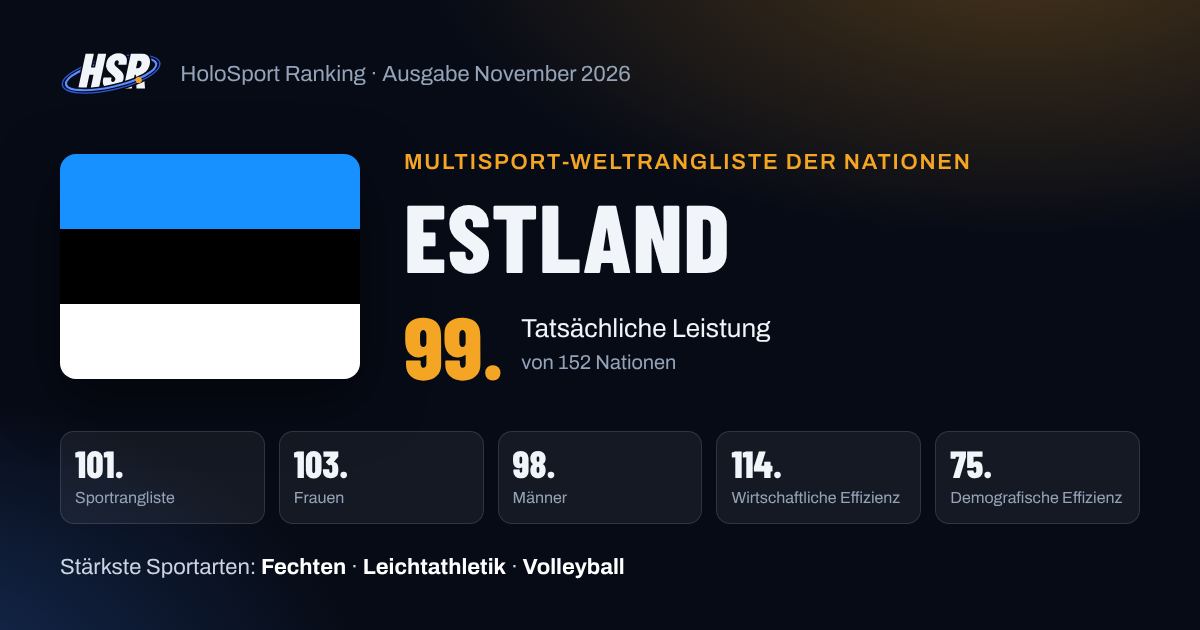 HSR
HoloSport Ranking · Ausgabe November 2026
MULTISPORT-WELTRANGLISTE DER NATIONEN
ESTLAND
99.
Tatsächliche Leistung
von 152 Nationen
101.
Sportrangliste
103.
Frauen
98.
Männer
114.
Wirtschaftliche Effizienz
75.
Demografische Effizienz
Stärkste Sportarten: Fechten · Leichtathletik · Volleyball